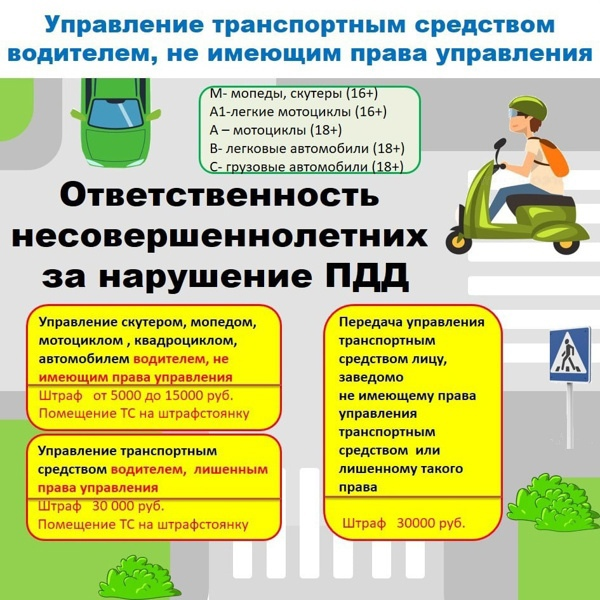 Управление транспортным средством
водителем, не имеющим права управления
М- мопеды, скутеры (16+)
А1-легкие мотоциклы (16+)
А – мотоциклы (18+)
В- легковые автомобили (18+)
С- грузовые автомобили (18+)
Ответственность
несовершеннолетних
за нарушение ПДД
Управление скутером, мопедом,
мотоциклом , квадроциклом,
автомобилем водителем, не
имеющим права управления
Штраф от 5000 до 15000 руб.
Помещение ТС на штрафстоянку
Управление транспортным
средством водителем, лишенным
права управления
Штраф 30 000 руб.
Помещение ТС на штрафстоянку
Передача управления
транспортным
средством лицу,
заведомо
не имеющему права
управления
транспортным
средством или
лишенному такого
права
Штраф 30000 руб.